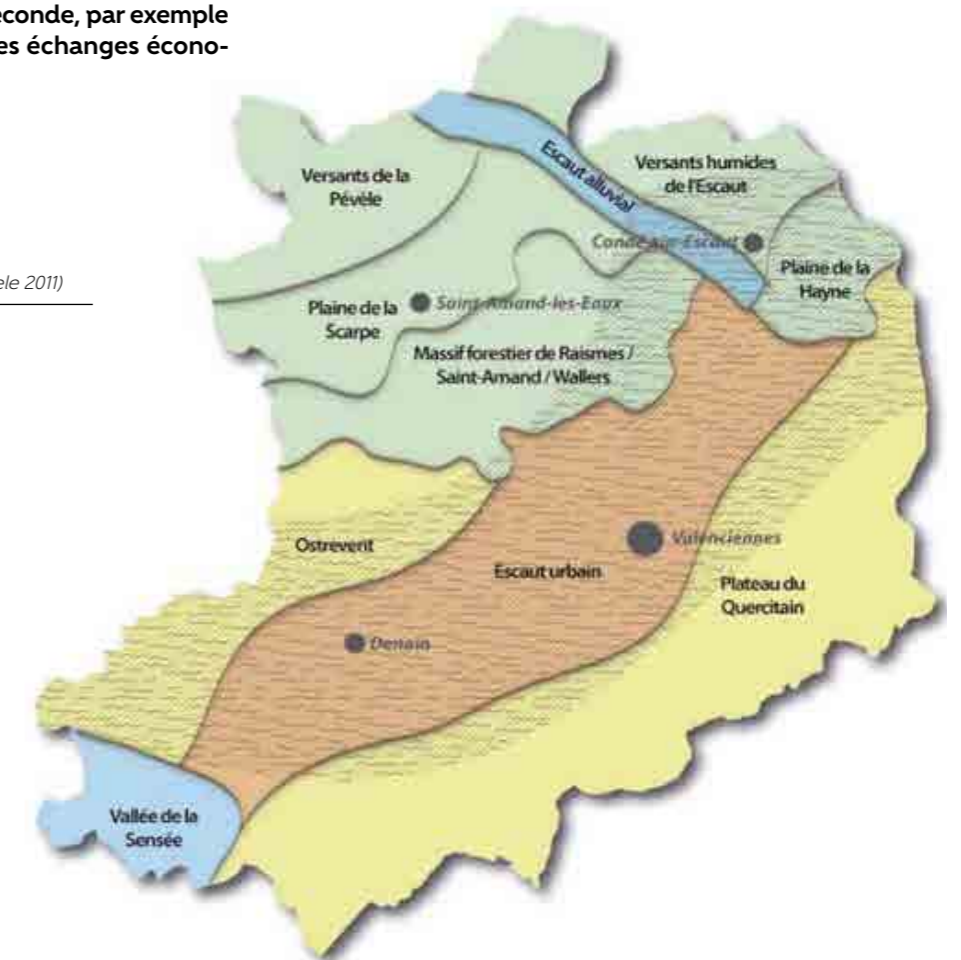 econde, par exemple
es échanges écono-
ele 2011)
Versants de la
Pévèle
Escaut alluvial
Versants humides
de l'Escaut
Condé-sur-Escaut
Plaine de la
Hayne
Plaine de la
Scarpe
Saint-Amand-les-Eaux
Massif forestier de Raismes /
Saint-Amand / Wallers
Ostrevent
Escaut urbain
Valenciennes
Plateau du
Quercitain
Denain
Vallée de la
Sensée